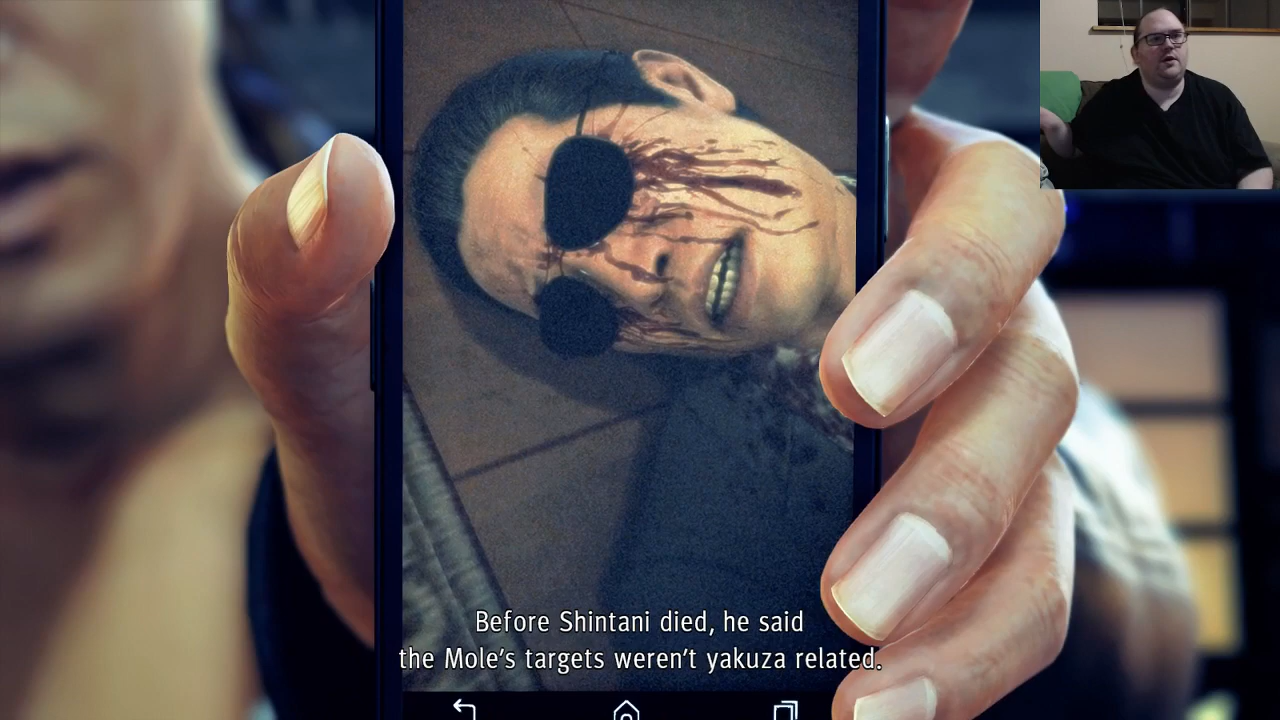 Before Shintani died, he said
the Mole's targets weren't yakuza related.